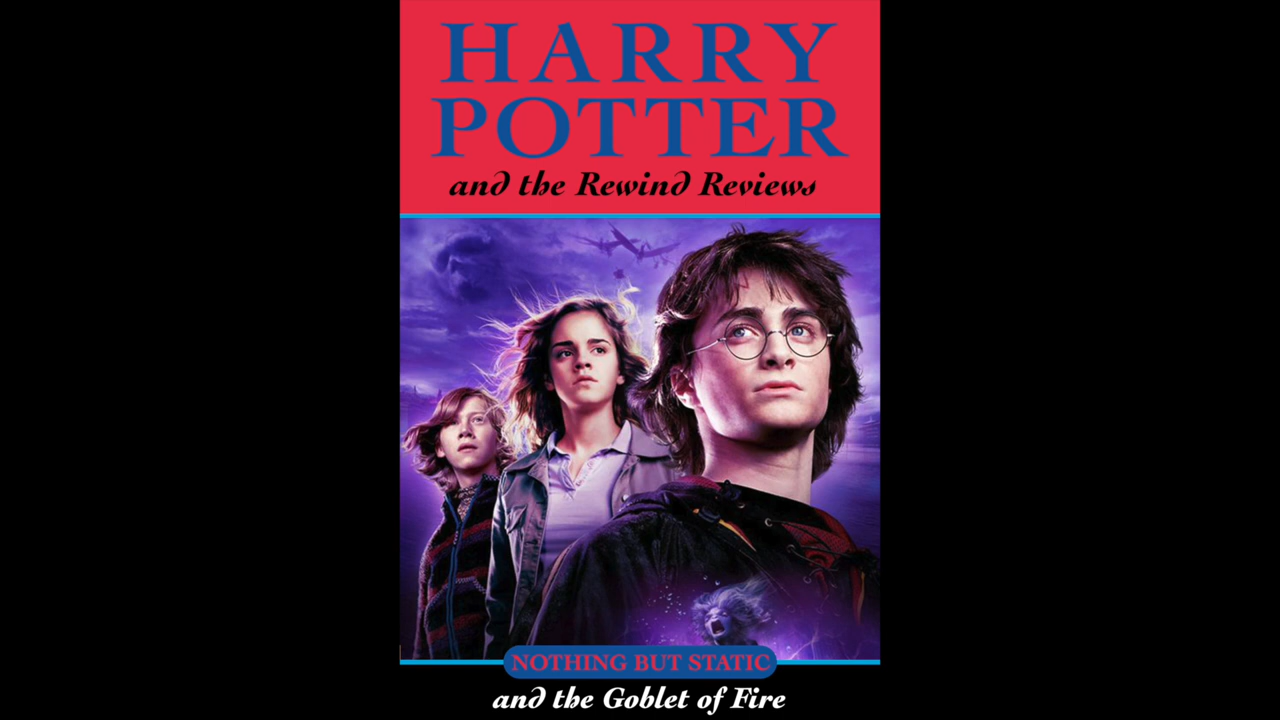 HARRY
POTTER
and the Rewind Reviews
NOTHING BUT STATIC
and the Goblet of Fire